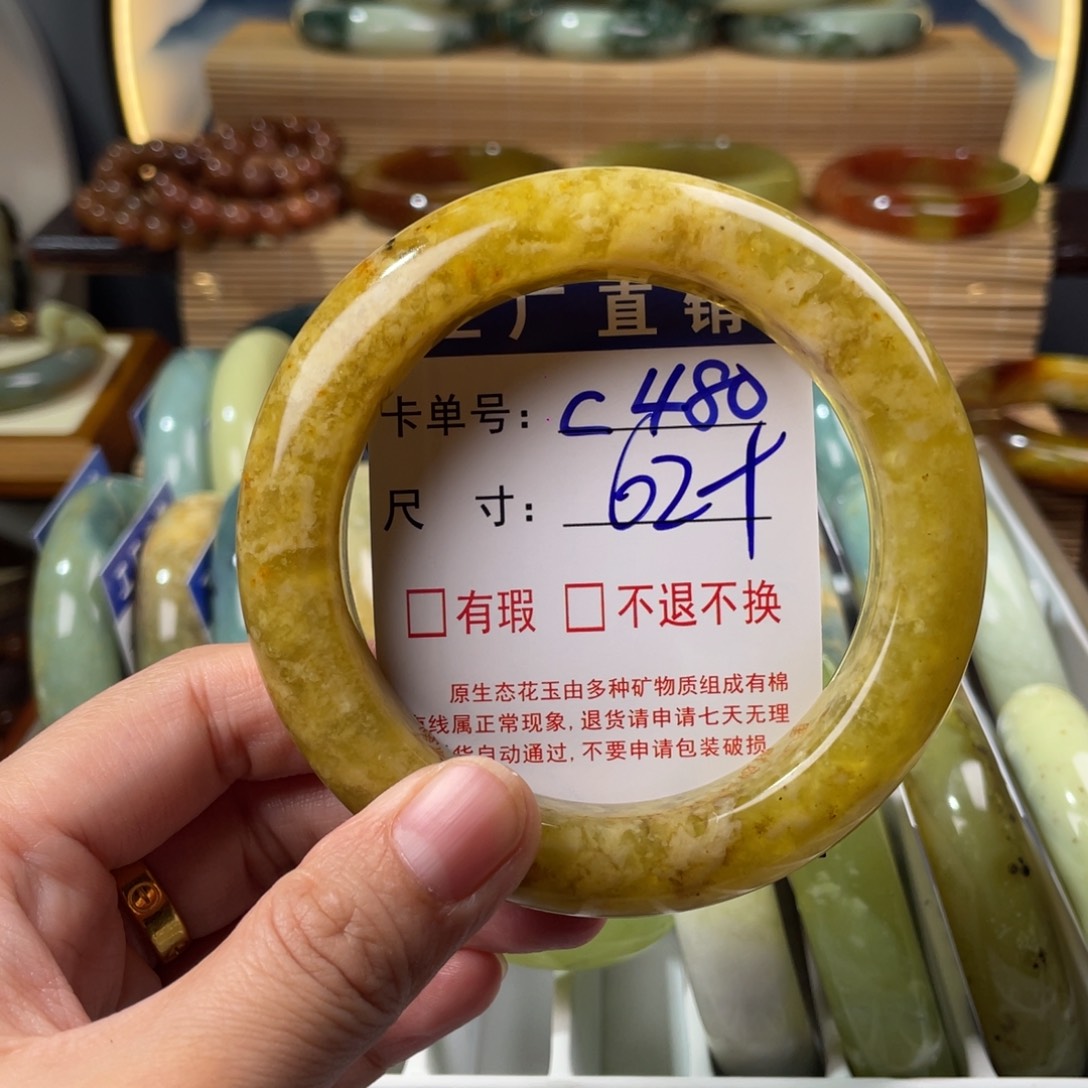 厂直销
卡单号：C480
尺 寸：62十
□有瑕 □不退不换
原生态花玉由多种矿物质组成有棉
线属正常现象，退货请申请七天无理
货自动通过，不要申请包装破损